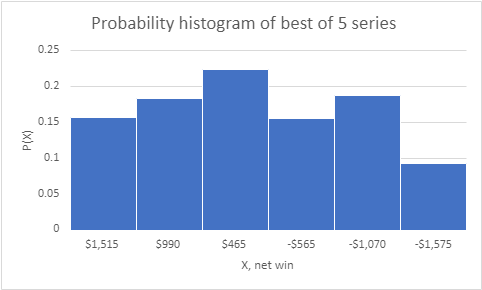 Probability histogram of best of 5 series
0.25
0.2
0.15
0.1
0.05
0
P(X)
$1,515 $990 $465 -$565 -$1,070 -$1,575
X, net win